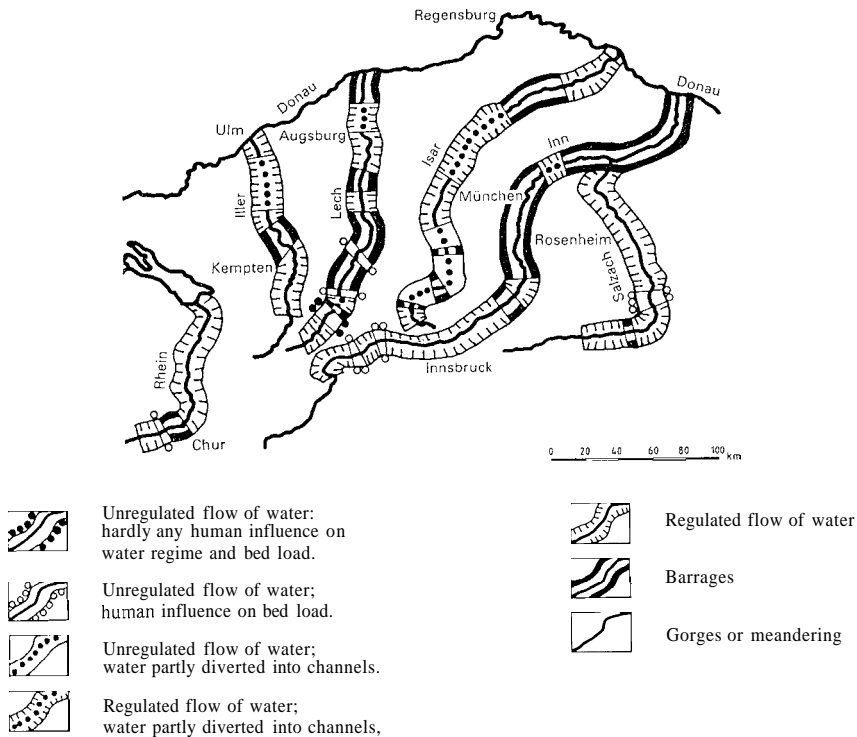 Regensburg
Donau
Donau
Ulm
Augsburg
Inn
Isar
Iller
Lech
München
Rosenheim
Kempten
Salzach
Innsbruck
Rhein
Chur
0 20 40 60 80 100 km
Unregulated flow of water:
hardly any human influence on
water regime and bed load.
Unregulated flow of water;
human influence on bed load.
Unregulated flow of water;
water partly diverted into channels.
Regulated flow of water;
water partly diverted into channels,
Regulated flow of water
Barrages
Gorges or meandering